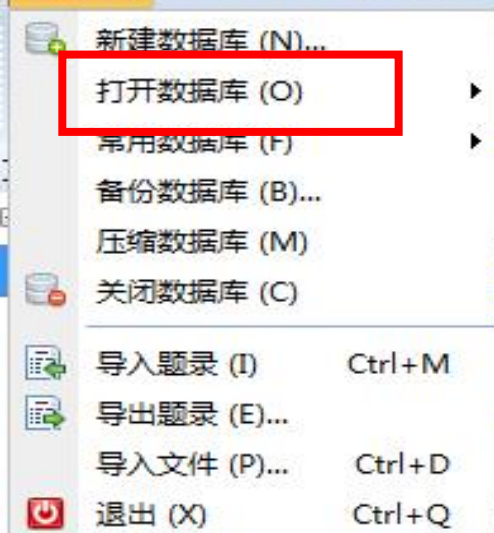 新建数据库 (N)...
打开数据库 (O)
常用数据库 (F)
备份数据库 (B)...
压缩数据库 (M)
关闭数据库 (C)
导入题录 (I) Ctrl+M
导出题录 (E)...
导入文件 (P)... Ctrl+D
退出 (X) Ctrl+Q